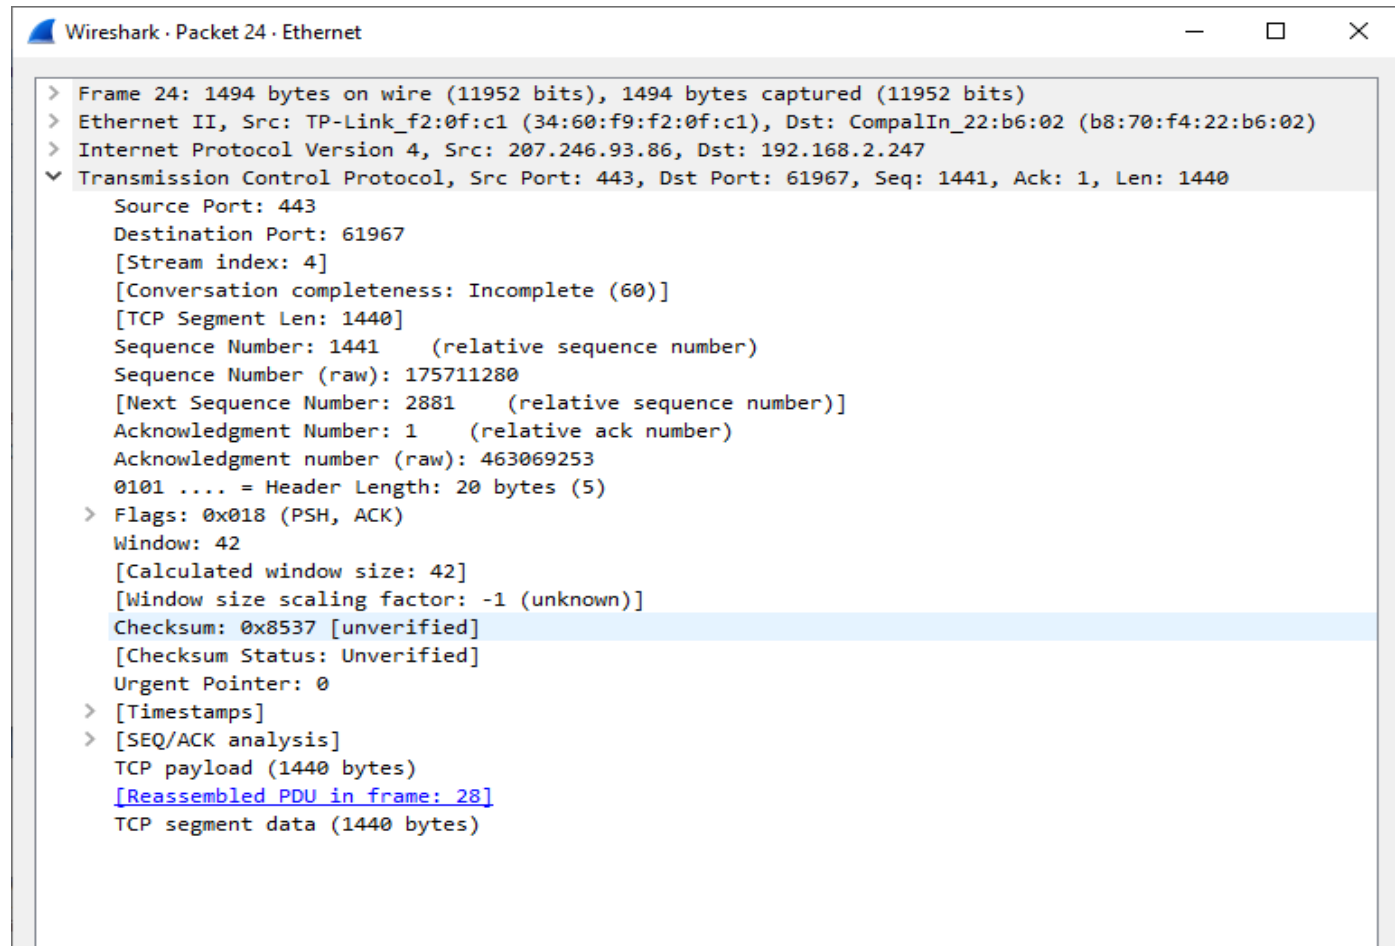 Wireshark · Packet 24 · Ethernet
Frame 24: 1494 bytes on wire (11952 bits), 1494 bytes captured (11952 bits)
Ethernet II, Src: TP-Link_f2:0f:c1 (34:60:f9:f2:0f:c1), Dst: CompalIn_22:b6:02 (b8:70:f4:22:b6:02)
Internet Protocol Version 4, Src: 207.246.93.86, Dst: 192.168.2.247
Transmission Control Protocol, Src Port: 443, Dst Port: 61967, Seq: 1441, Ack: 1, Len: 1440
Source Port: 443
Destination Port: 61967
[Stream index: 4]
[Conversation completeness: Incomplete (60)]
[TCP Segment Len: 1440]
Sequence Number: 1441    (relative sequence number)
Sequence Number (raw): 175711280
[Next Sequence Number: 2881    (relative sequence number)]
Acknowledgment Number: 1    (relative ack number)
Acknowledgment number (raw): 463069253
0101 .... = Header Length: 20 bytes (5)
Flags: 0x018 (PSH, ACK)
Window: 42
[Calculated window size: 42]
[Window size scaling factor: -1 (unknown)]
Checksum: 0x8537 [unverified]
[Checksum Status: Unverified]
Urgent Pointer: 0
[Timestamps]
[SEQ/ACK analysis]
TCP payload (1440 bytes)
[Reassembled PDU in frame: 28]
TCP segment data (1440 bytes)